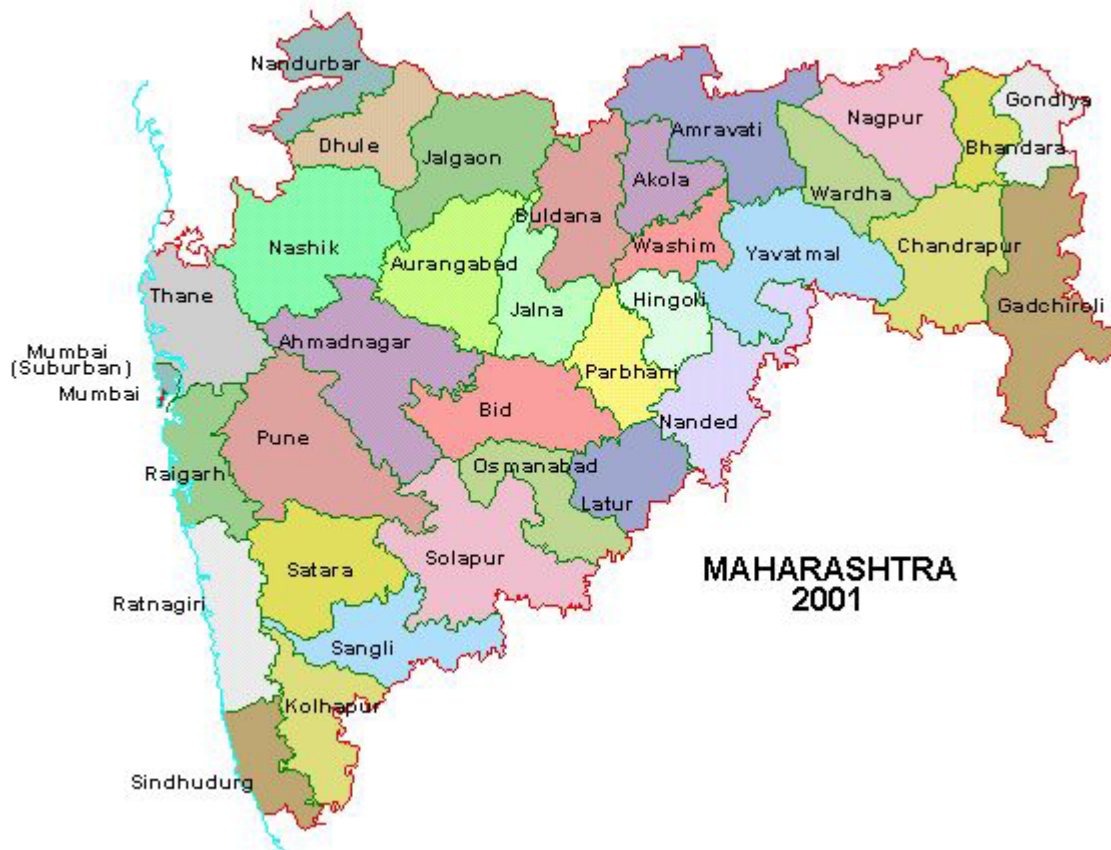 Nandurbar
Dhule
Jalgaon
Buldana
Akola
Amravati
Nagpur
Gondiya
Bhandara
Wardha
Nashik
Aurangabad
Jalna
Washim
Hingoli
Yavatmal
Chandrapur
Gadchireli
Thane
Ahmadnagar
Parbhani
Mumbai
(Suburban)
Mumbai
Bid
Nanded
Pune
Raigarh
Osmanabad
Latur
Solapur
Satara
Ratnagiri
Sangli
Kolhapur
Sindhudurg
MAHARASHTRA
2001